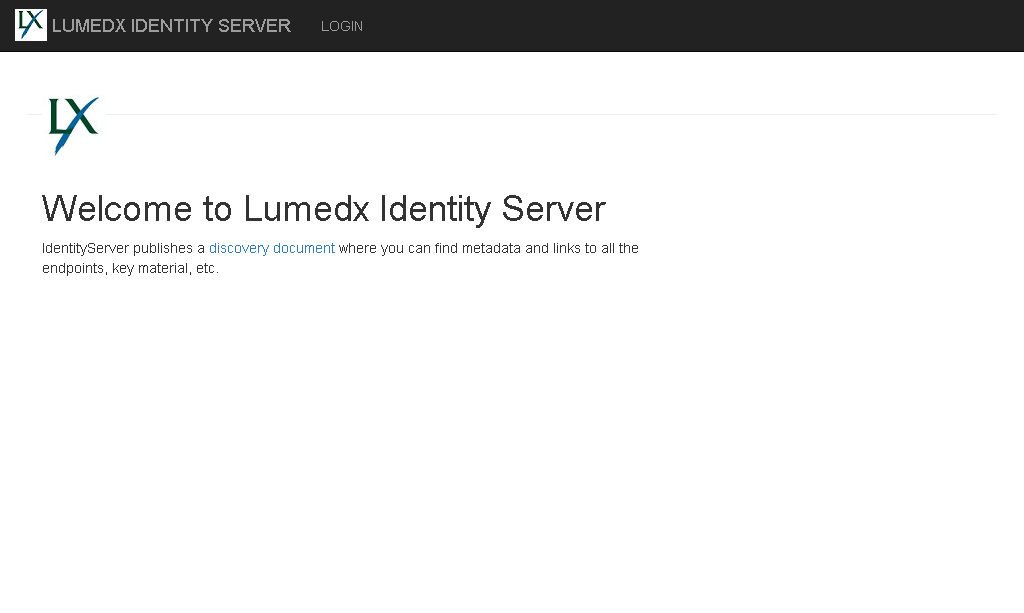 LX LUMEDX IDENTITY SERVER LOGIN
LX
Welcome to Lumedx Identity Server
IdentityServer publishes a discovery document where you can find metadata and links to all the
endpoints, key material, etc.